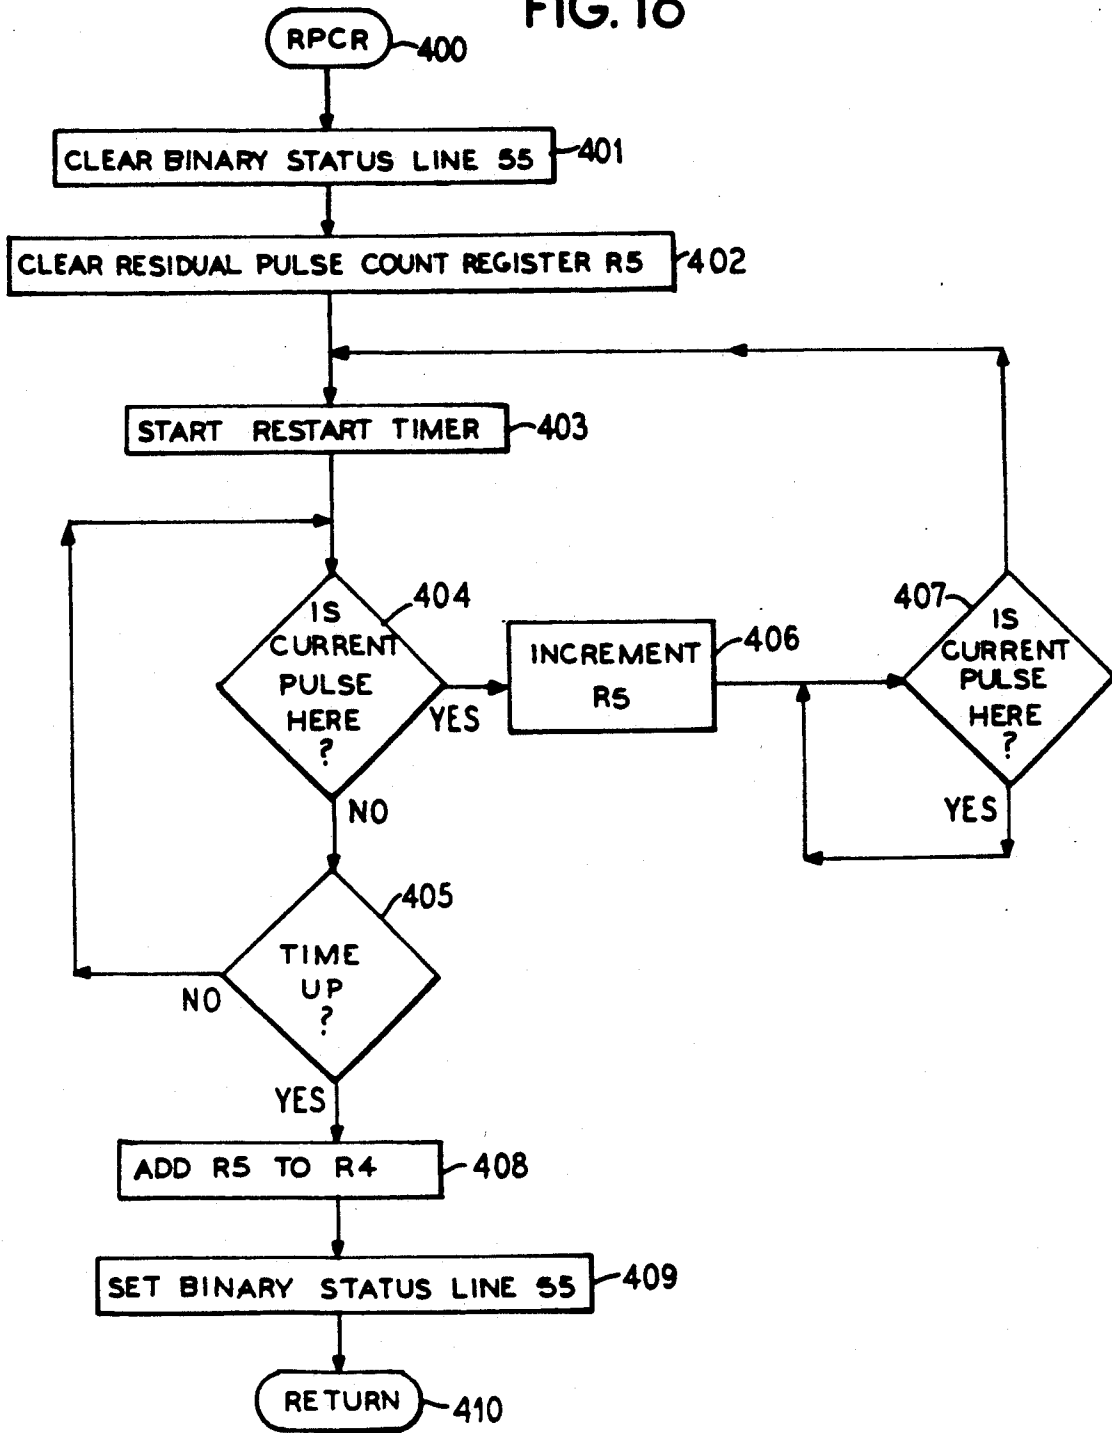 FIG. 16
RPCR
400
CLEAR BINARY STATUS LINE S5
401
CLEAR RESIDUAL PULSE COUNT REGISTER R5
402
START RESTART TIMER
403
IS
CURRENT
PULSE
HERE
?
404
YES
NO
INCREMENT
R5
406
407
IS
CURRENT
PULSE
HERE
?
YES
TIME
UP
?
405
NO
YES
ADD R5 TO R4
408
SET BINARY STATUS LINE S5
409
RETURN
410